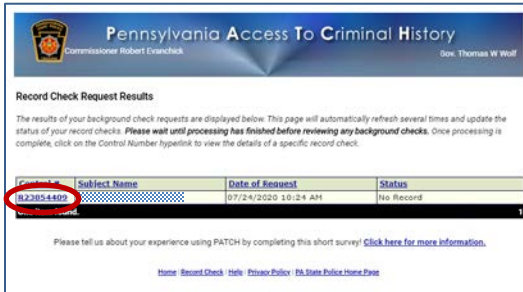 Pennsylvania Access To Criminal History
Commissioner Robert Evanchick
Gov. Thomas W Wolf
Record Check Request Results
The results of your background check requests are displayed below. This page will automatically refresh several times and update the
status of your record checks. Please wait until processing has finished before reviewing any background checks. Once processing is
complete, click on the Control Number hyperlink to view the details of a specific record check.
Control # Subject Name Date of Request Status
R23054409 07/24/2020 10:24 AM No Record
found. 1
Please tell us about your experience using PATCH by completing this short survey! Click here for more information.
Home | Record Check | Help | Privacy Policy | PA State Police Home Page